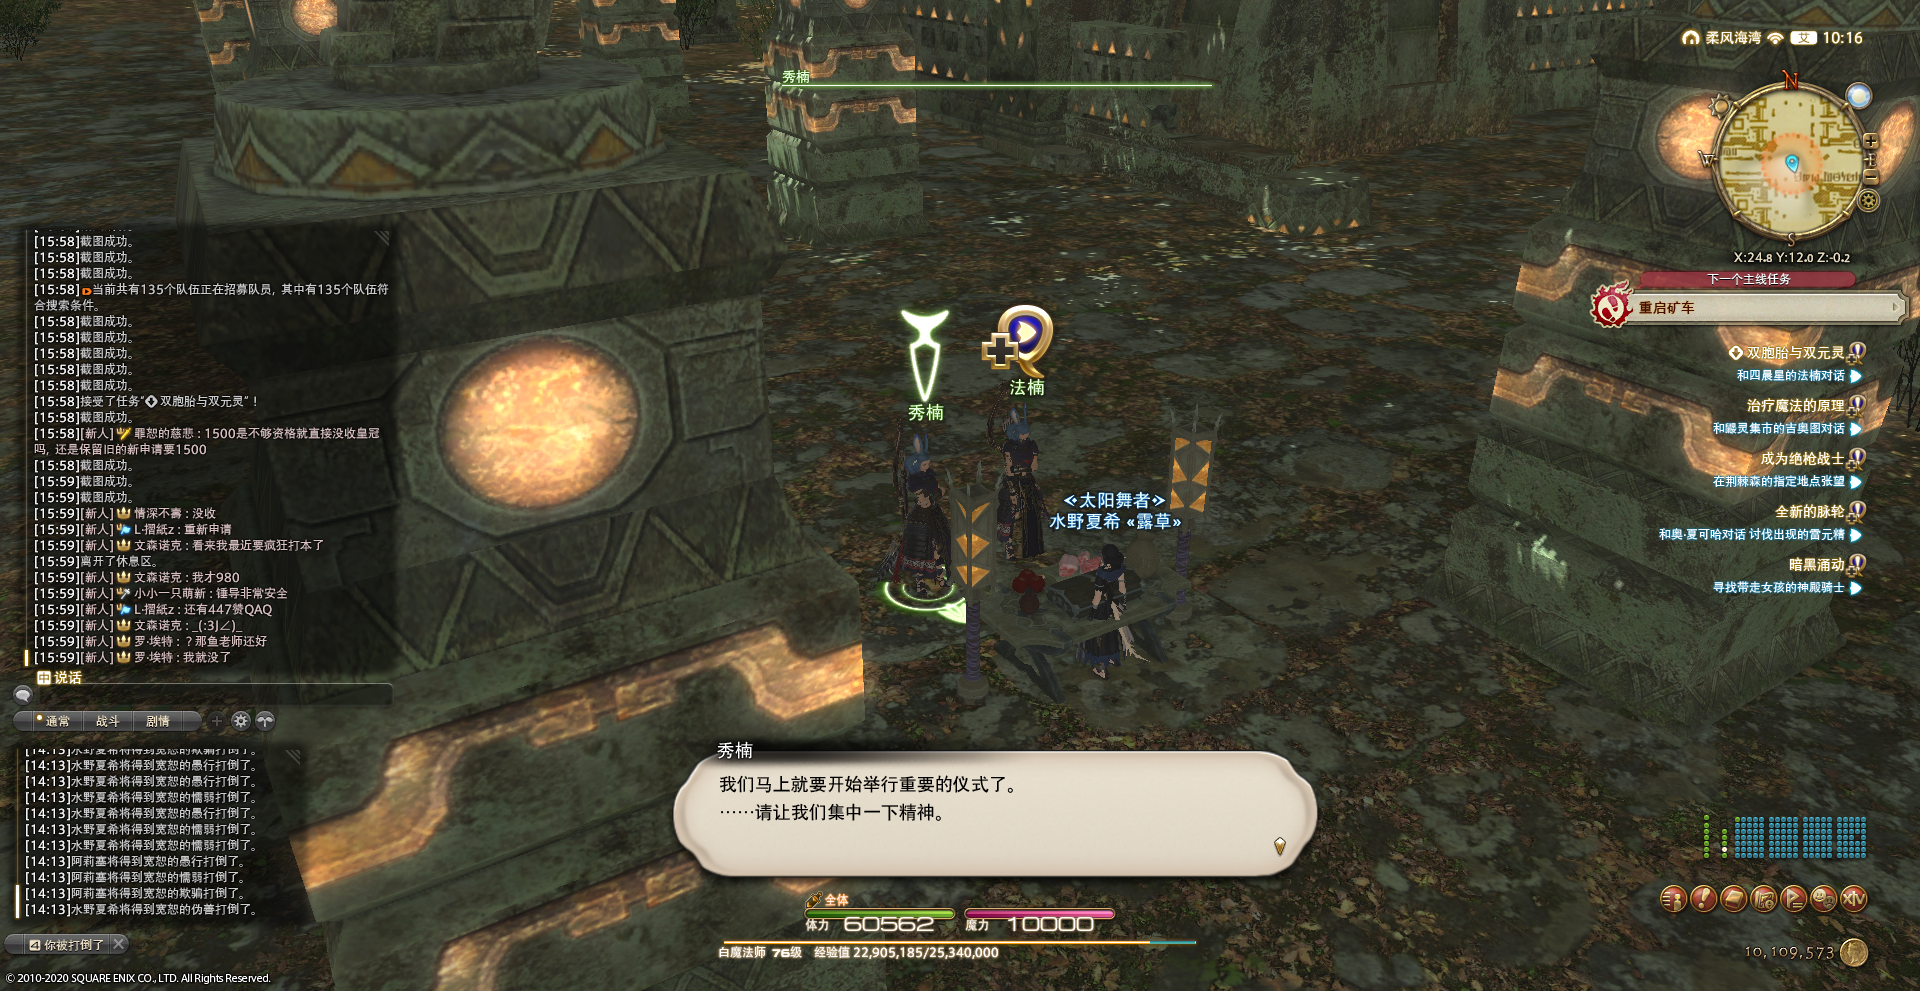 柔风海湾 艾 10:16
秀楠
N
W
E
S
X:24.8 Y:12.0 Z:-0.2
下一个主线任务
重启矿车
双胞胎与双元灵
和四晨星的法楠对话
治疗魔法的原理
和鼹灵集市的吉奥图对话
成为绝枪战士
在荆棘森的指定地点张望
全新的脉轮
和奥·夏可哈对话 讨伐出现的雷元精
暗黑涌动
寻找带走女孩的神殿骑士
法楠
秀楠
太阳舞者
水野夏希 «露草»
[15:58]截图成功。
[15:58]截图成功。
[15:58]截图成功。
[15:58]当前共有135个队伍正在招募队员, 其中有135个队伍符
合搜索条件。
[15:58]截图成功。
[15:58]截图成功。
[15:58]截图成功。
[15:58]截图成功。
[15:58]截图成功。
[15:58]接受了任务“双胞胎与双元灵”！
[15:58]截图成功。
[15:58][新人]罪恕的慈悲 : 1500是不够资格就直接没收皇冠
吗, 还是保留旧的新申请要1500
[15:58]截图成功。
[15:59]截图成功。
[15:59]截图成功。
[15:59][新人]情深不壽 : 没收
[15:59][新人]L·摺紙z : 重新申请
[15:59][新人]文森诺克 : 看来我最近要疯狂打本了
[15:59]离开了休息区。
[15:59][新人]文森诺克 : 我才980
[15:59][新人]小小一只萌新 : 锤导非常安全
[15:59][新人]L·摺紙z : 还有447赞QAQ
[15:59][新人]文森诺克 : _(:3」∠)_
[15:59][新人]罗·埃特 : ？那鱼老师还好
[15:59][新人]罗·埃特 : 我就没了
说话
通常 战斗 剧情
[14:13]水野夏希将得到宽恕的欺骗打倒了。
[14:13]水野夏希将得到宽恕的愚行打倒了。
[14:13]水野夏希将得到宽恕的愚行打倒了。
[14:13]水野夏希将得到宽恕的懦弱打倒了。
[14:13]水野夏希将得到宽恕的愚行打倒了。
[14:13]水野夏希将得到宽恕的懦弱打倒了。
[14:13]水野夏希将得到宽恕的懦弱打倒了。
[14:13]阿莉塞将得到宽恕的愚行打倒了。
[14:13]阿莉塞将得到宽恕的懦弱打倒了。
[14:13]阿莉塞将得到宽恕的欺骗打倒了。
[14:13]水野夏希将得到宽恕的伪善打倒了。
4 你被打倒了
秀楠
我们马上就要开始举行重要的仪式了。
……请让我们集中一下精神。
全体
体力 60562 魔力 10000
白魔法师 76级 经验值 22,905,185/25,340,000
XIV
10,109,573
© 2010-2020 SQUARE ENIX CO., LTD. All Rights Reserved.